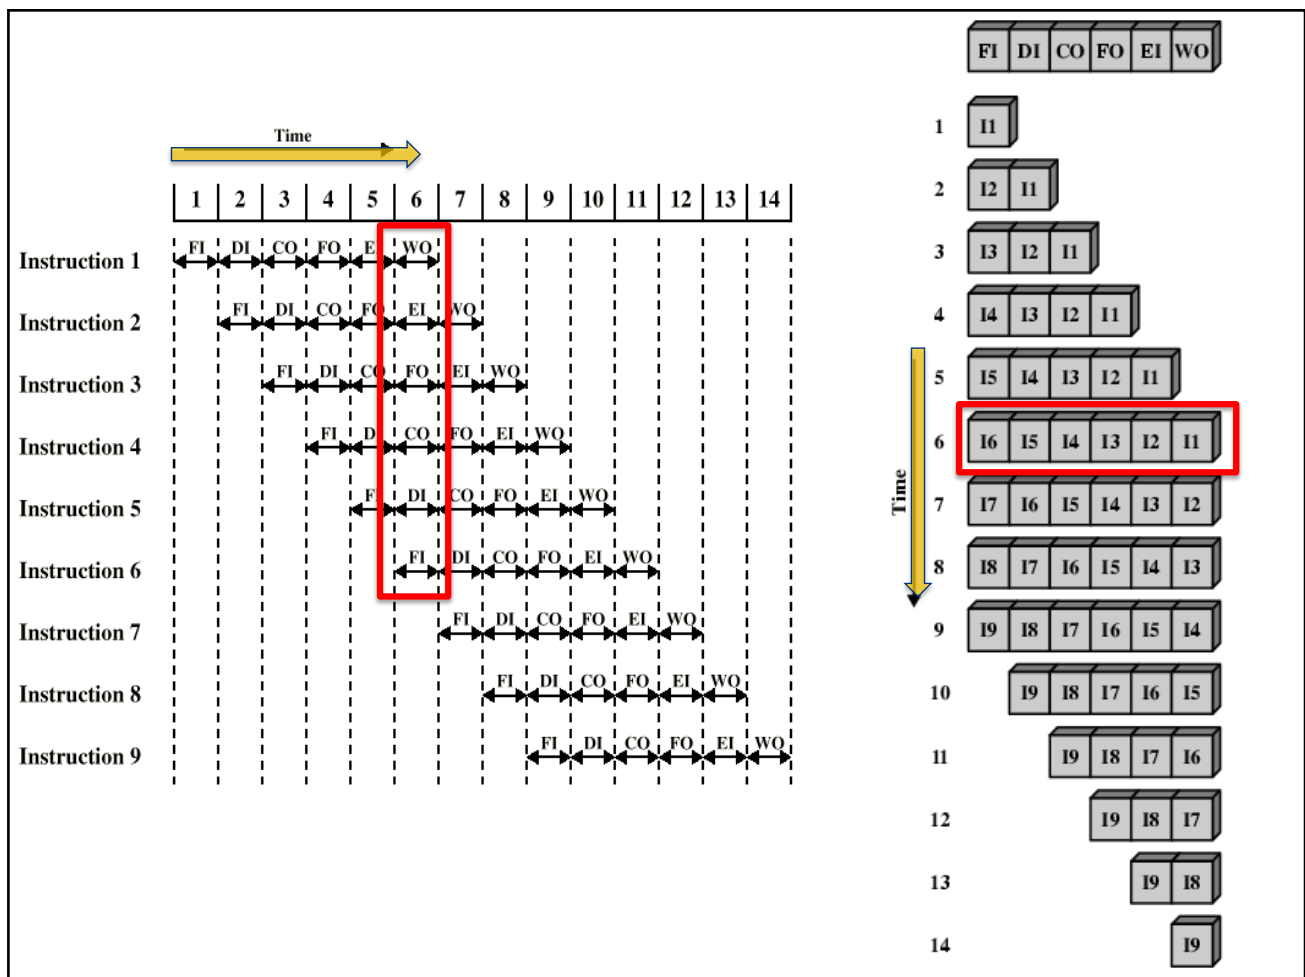 Time
1 2 3 4 5 6 7 8 9 10 11 12 13 14
Instruction 1 FI DI CO FO E WO
Instruction 2 FI DI CO FO EI WO
Instruction 3 FI DI CO FO EI WO
Instruction 4 FI DI CO FO EI WO
Instruction 5 FI DI CO FO EI WO
Instruction 6 FI DI CO FO EI WO
Instruction 7 FI DI CO FO EI WO
Instruction 8 FI DI CO FO EI WO
Instruction 9 FI DI CO FO EI WO
FI DI CO FO EI WO
1 I1
2 I2 I1
3 I3 I2 I1
4 I4 I3 I2 I1
5 I5 I4 I3 I2 I1
6 I6 I5 I4 I3 I2 I1
7 I7 I6 I5 I4 I3 I2
8 I8 I7 I6 I5 I4 I3
9 I9 I8 I7 I6 I5 I4
10 I9 I8 I7 I6 I5
11 I9 I8 I7 I6
12 I9 I8 I7
13 I9 I8
14 I9
Time